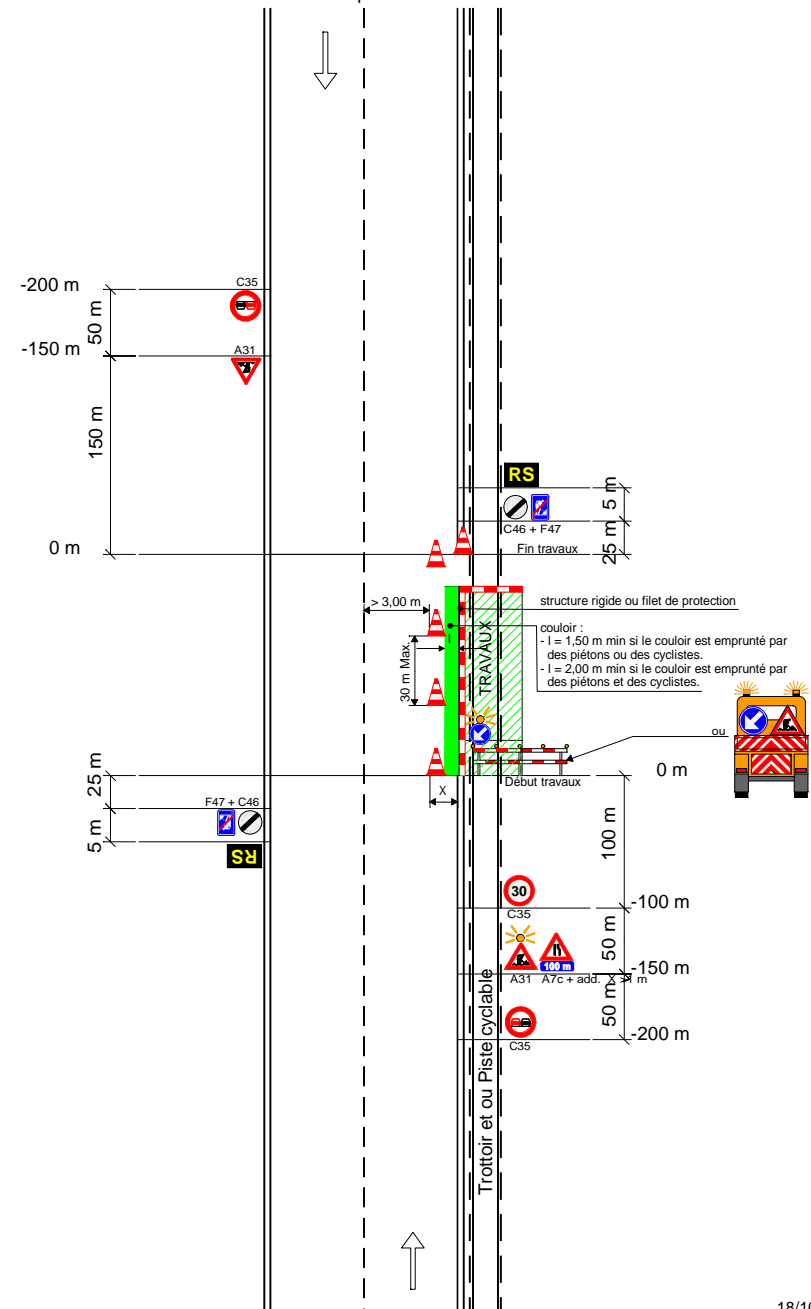 C35
-200 m
50 m
-150 m
A31
150 m
RS
5 m
C46 + F47
25 m
Fin travaux
0 m
> 3,00 m
structure rigide ou filet de protection
couloir :
- l = 1,50 m min si le couloir est emprunté par
des piétons ou des cyclistes.
- l = 2,00 m min si le couloir est emprunté par
des piétons et des cyclistes.
l
30 m Max.
TRAVAUX
ou
0 m
Début travaux
25 m
X
F47 + C46
5 m
RS
100 m
30
C35
-100 m
50 m
100 m
A31
A7c + add. X > 1 m
-150 m
50 m
C35
-200 m
Trottoir et ou Piste cyclable
18/10